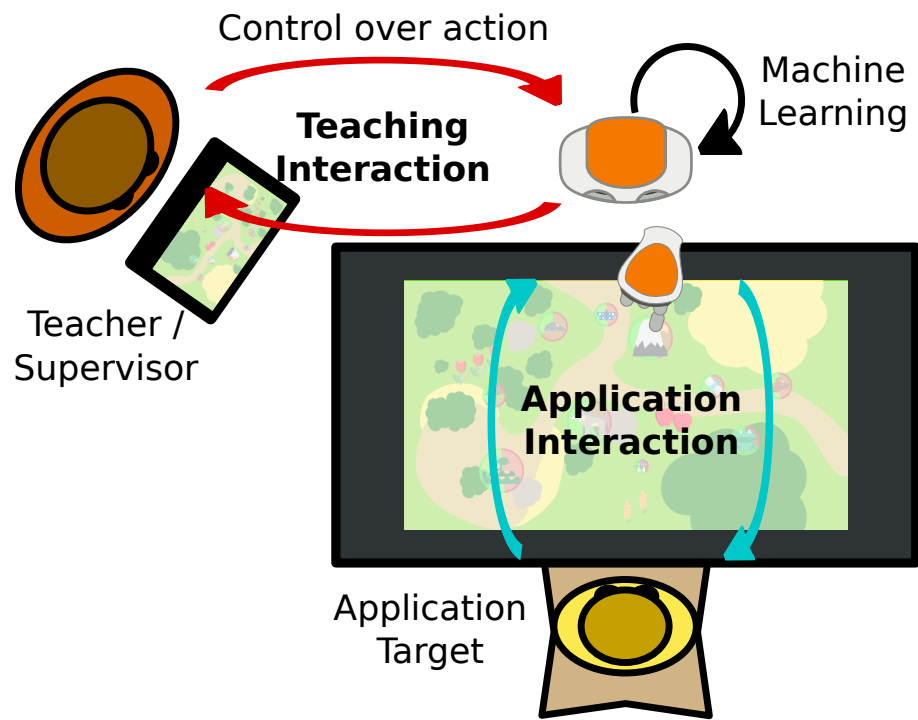 Control over action
Machine
Learning
Teaching
Interaction
Teacher /
Supervisor
Application
Interaction
Application
Target